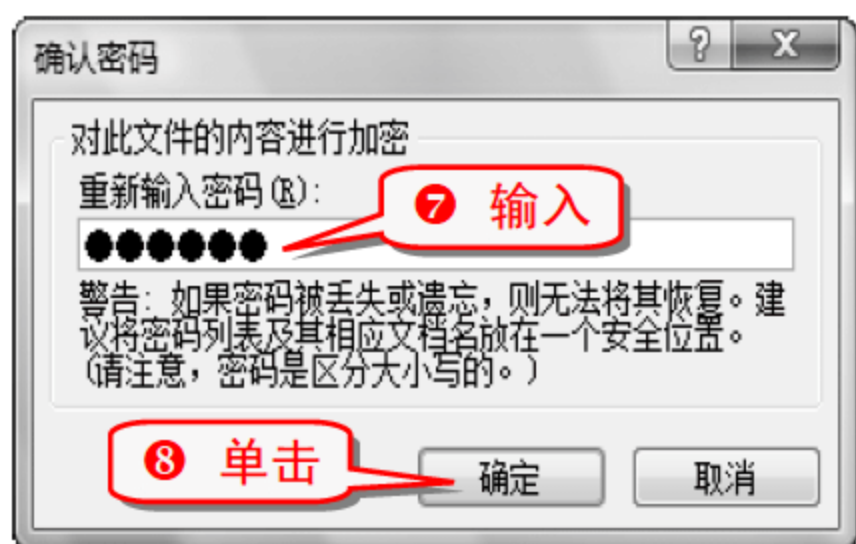 确认密码
对此文件的内容进行加密
重新输入密码(R):
❼ 输入
●●●●●●
警告: 如果密码被丢失或遗忘，则无法将其恢复。建
议将密码列表及其相应文档名放在一个安全位置。
(请注意，密码是区分大小写的。)
❽ 单击
确定
取消